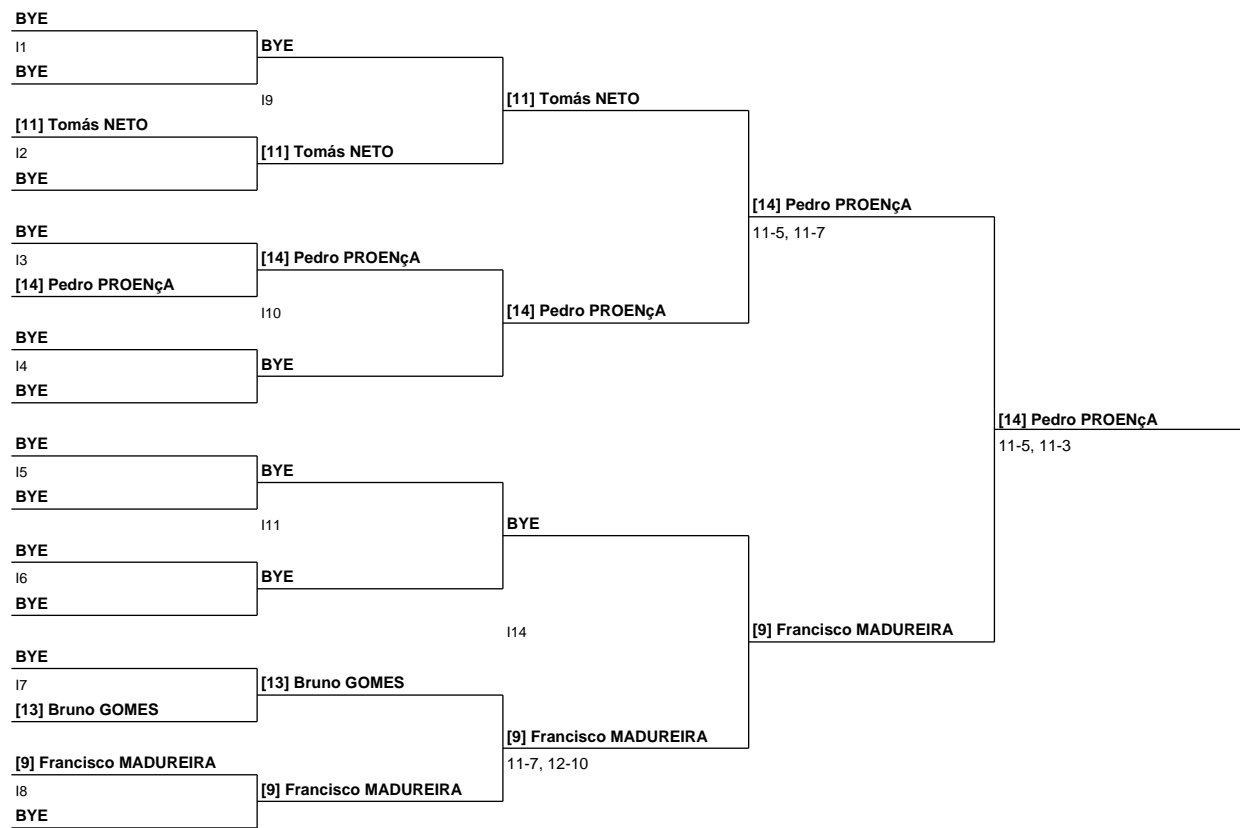 BYE
I1
BYE
[11] Tomás NETO
I2
BYE
BYE
I3
[14] Pedro PROENçA
BYE
I4
BYE
BYE
I5
BYE
BYE
I6
BYE
BYE
I7
[13] Bruno GOMES
[9] Francisco MADUREIRA
I8
BYE
BYE
I9
[11] Tomás NETO
[14] Pedro PROENçA
I10
BYE
BYE
I11
BYE
[13] Bruno GOMES
[9] Francisco MADUREIRA
[11] Tomás NETO
[14] Pedro PROENçA
BYE
I14
[9] Francisco MADUREIRA
11-7, 12-10
[14] Pedro PROENçA
11-5, 11-7
[9] Francisco MADUREIRA
[14] Pedro PROENçA
11-5, 11-3